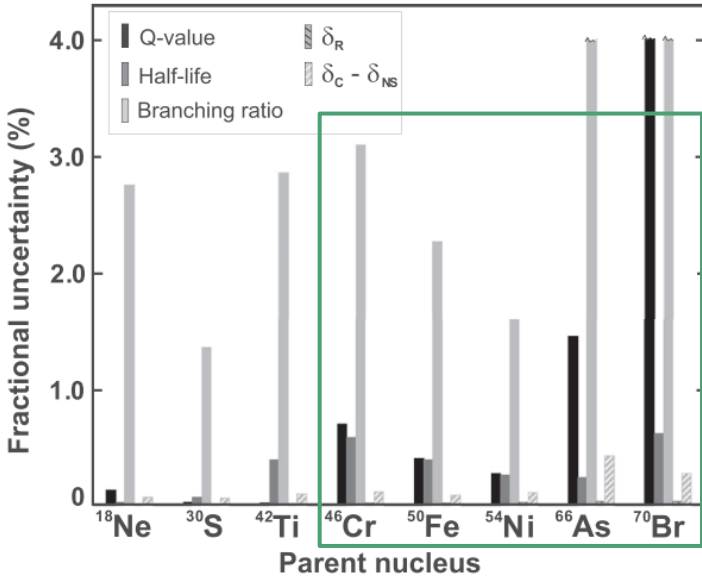 4.0
3.0
2.0
1.0
0
Fractional uncertainty (%)
Q-value
Half-life
Branching ratio
δR
δC - δNS
¹⁸Ne ³⁰S ⁴²Ti ⁴⁶Cr ⁵⁰Fe ⁵⁴Ni ⁶⁶As ⁷⁰Br
Parent nucleus